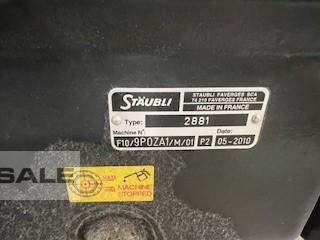 STÄUBLI
STAUBLI FAVERGES SCA
74 210 FAVERGES FRANCE
MADE IN FRANCE
Type: 2881
Machine N°: Date:
F10/9P0ZA1/M/01 P2 05-2010
SALE
MACHINE
STOPPED